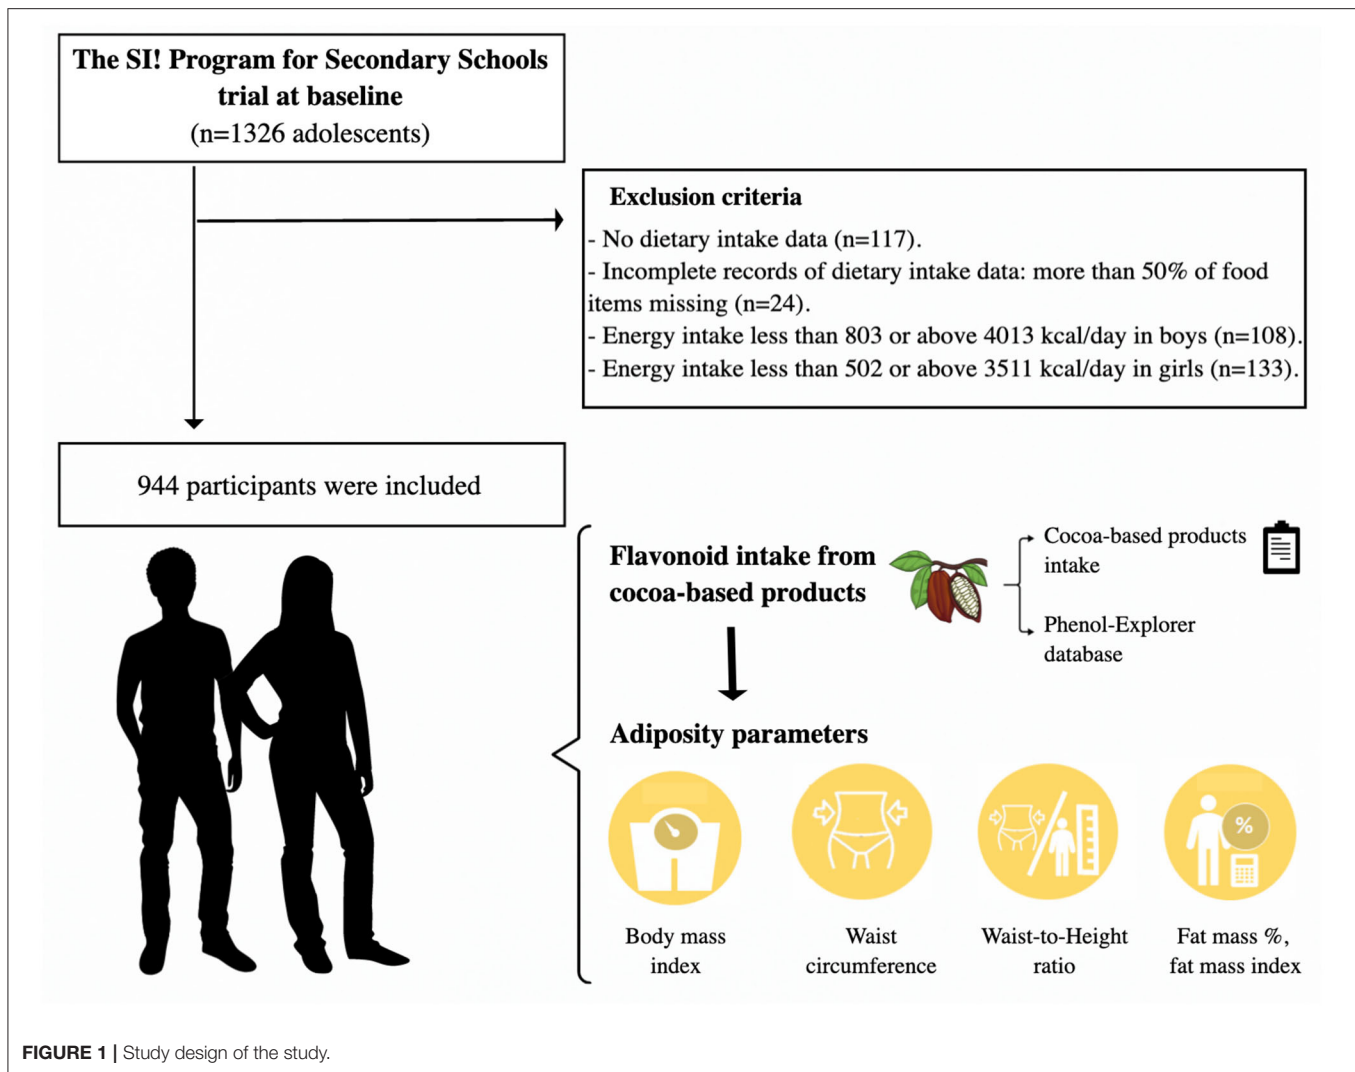 The SI! Program for Secondary Schools
trial at baseline
(n=1326 adolescents)
Exclusion criteria
- No dietary intake data (n=117).
- Incomplete records of dietary intake data: more than 50% of food
items missing (n=24).
- Energy intake less than 803 or above 4013 kcal/day in boys (n=108).
- Energy intake less than 502 or above 3511 kcal/day in girls (n=133).
944 participants were included
Flavonoid intake from
cocoa-based products
Cocoa-based products
intake
Phenol-Explorer
database
Adiposity parameters
%
Body mass
index
Waist
circumference
Waist-to-Height
ratio
Fat mass %,
fat mass index
FIGURE 1 | Study design of the study.